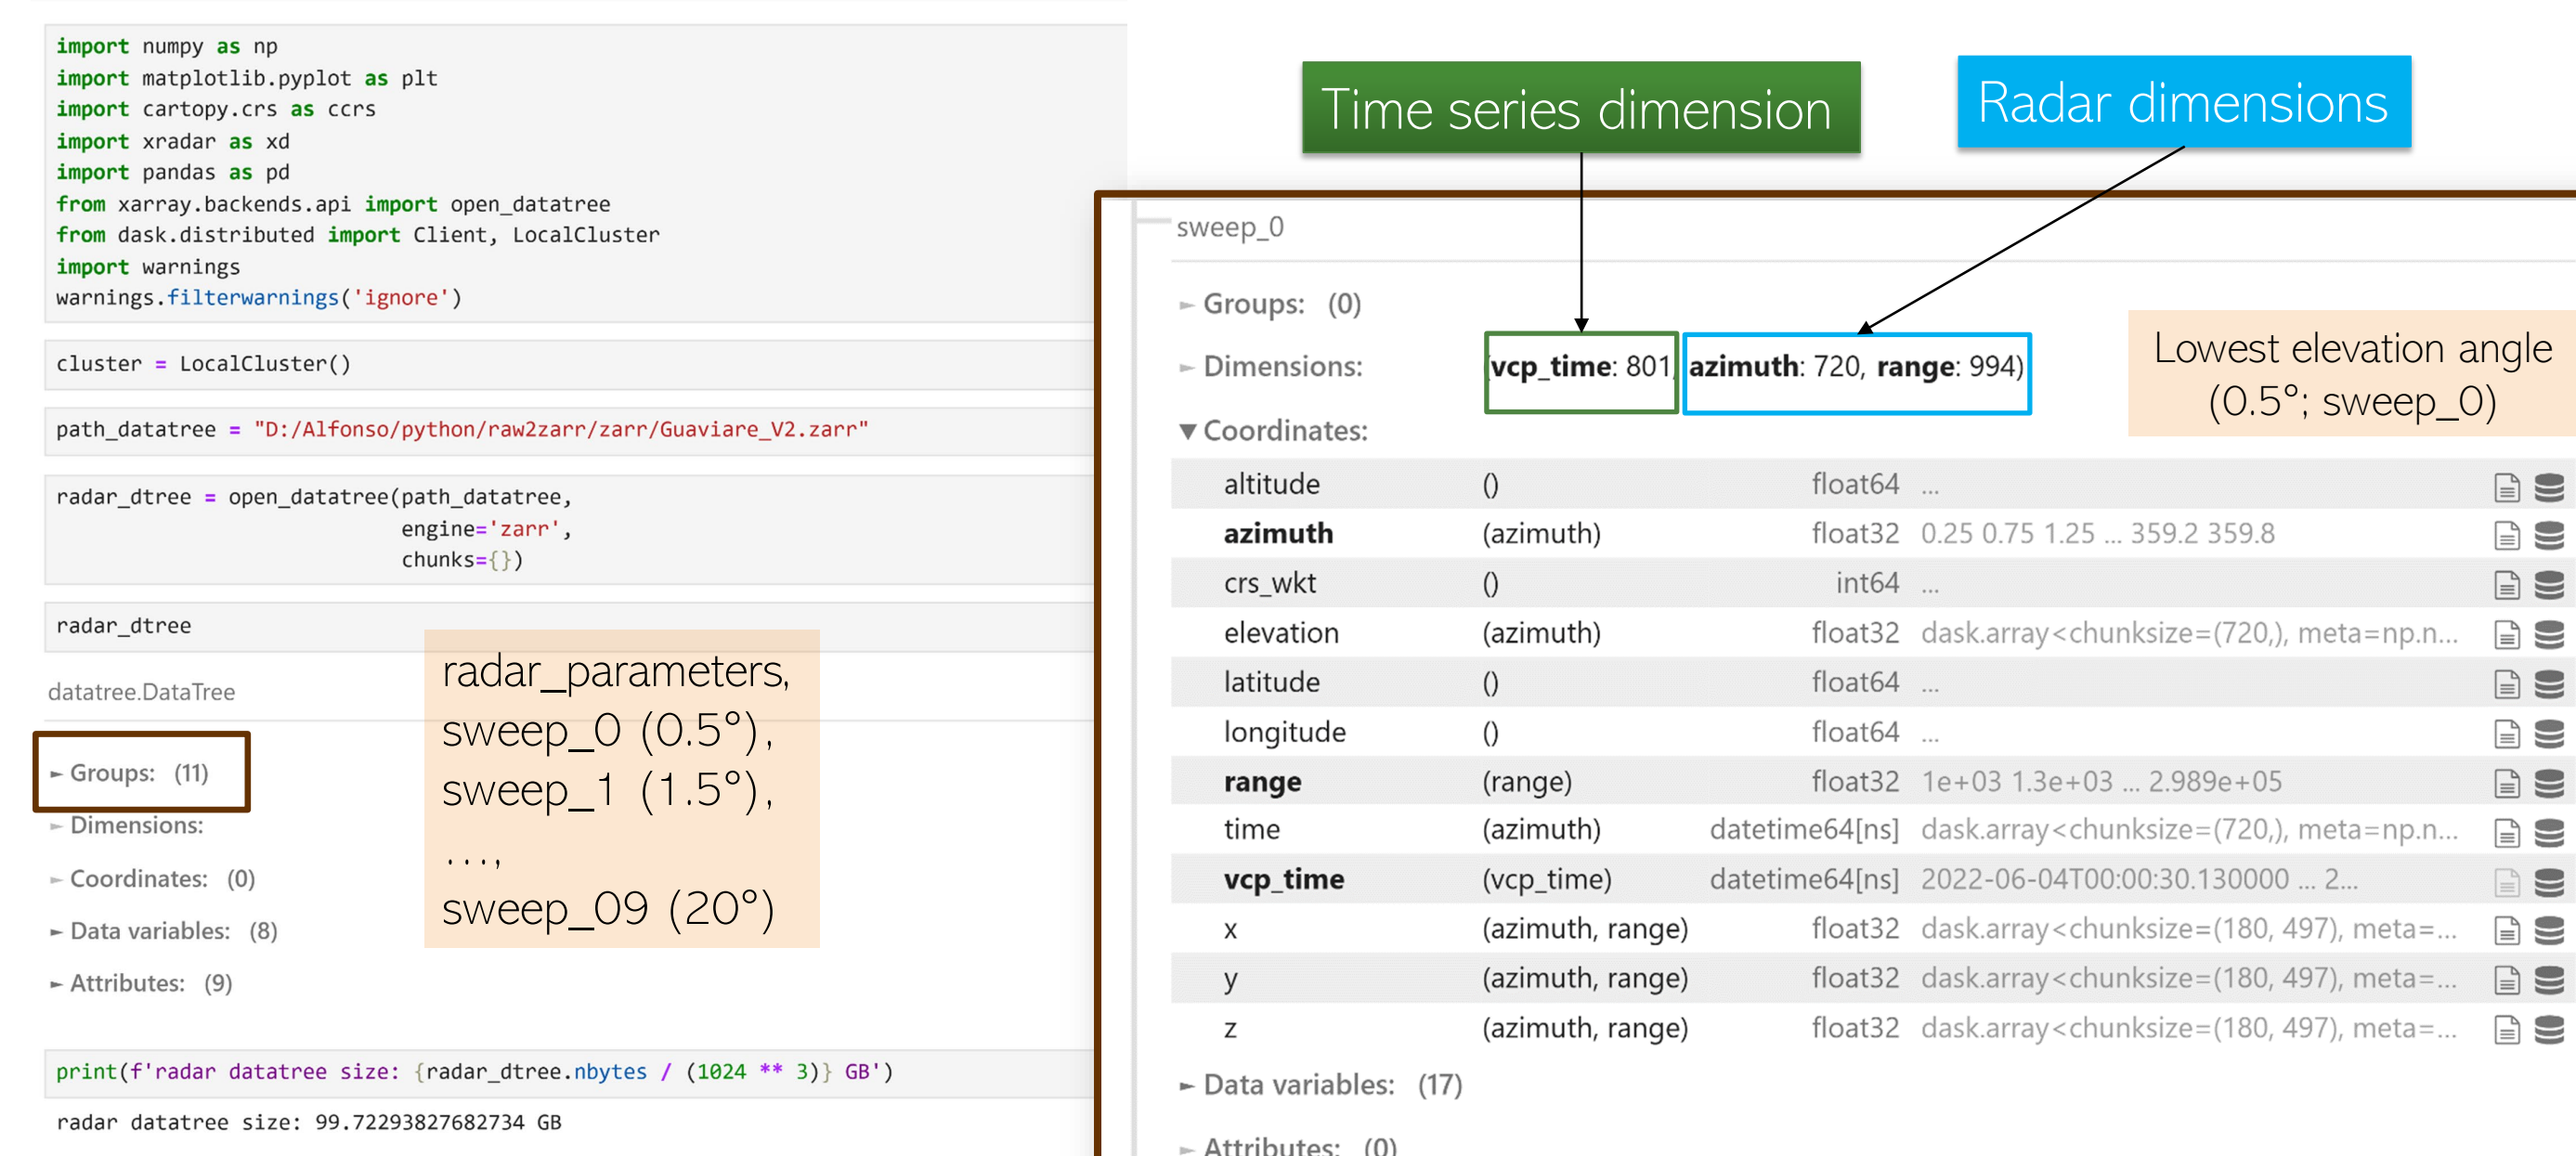 import numpy as np
import matplotlib.pyplot as plt
import cartopy.crs as ccrs
import xradar as xd
import pandas as pd
from xarray.backends.api import open_datatree
from dask.distributed import Client, LocalCluster
import warnings
warnings.filterwarnings('ignore')
cluster = LocalCluster()
path_datatree = "D:/Alfonso/python/raw2zarr/zarr/Guaviare_V2.zarr"
radar_dtree = open_datatree(path_datatree,
engine='zarr',
chunks={})
radar_dtree
datatree.DataTree
► Groups: (11)
► Dimensions:
► Coordinates: (0)
► Data variables: (8)
► Attributes: (9)
radar_parameters,
sweep_0 (0.5°),
sweep_1 (1.5°),
...,
sweep_09 (20°)
print(f'radar datatree size: {radar_dtree.nbytes / (1024 ** 3)} GB')
radar datatree size: 99.72293827682734 GB
Time series dimension
Radar dimensions
sweep_0
► Groups: (0)
► Dimensions: (vcp_time: 801, azimuth: 720, range: 994)
Lowest elevation angle
(0.5°; sweep_0)
▼ Coordinates:
altitude () float64 ...
azimuth (azimuth) float32 0.25 0.75 1.25 ... 359.2 359.8
crs_wkt () int64 ...
elevation (azimuth) float32 dask.array<chunksize=(720,), meta=np.n...
latitude () float64 ...
longitude () float64 ...
range (range) float32 1e+03 1.3e+03 ... 2.989e+05
time (azimuth) datetime64[ns] dask.array<chunksize=(720,), meta=np.n...
vcp_time (vcp_time) datetime64[ns] 2022-06-04T00:00:30.130000 ... 2...
x (azimuth, range) float32 dask.array<chunksize=(180, 497), meta=...
y (azimuth, range) float32 dask.array<chunksize=(180, 497), meta=...
z (azimuth, range) float32 dask.array<chunksize=(180, 497), meta=...
► Data variables: (17)
► Attributes: (0)